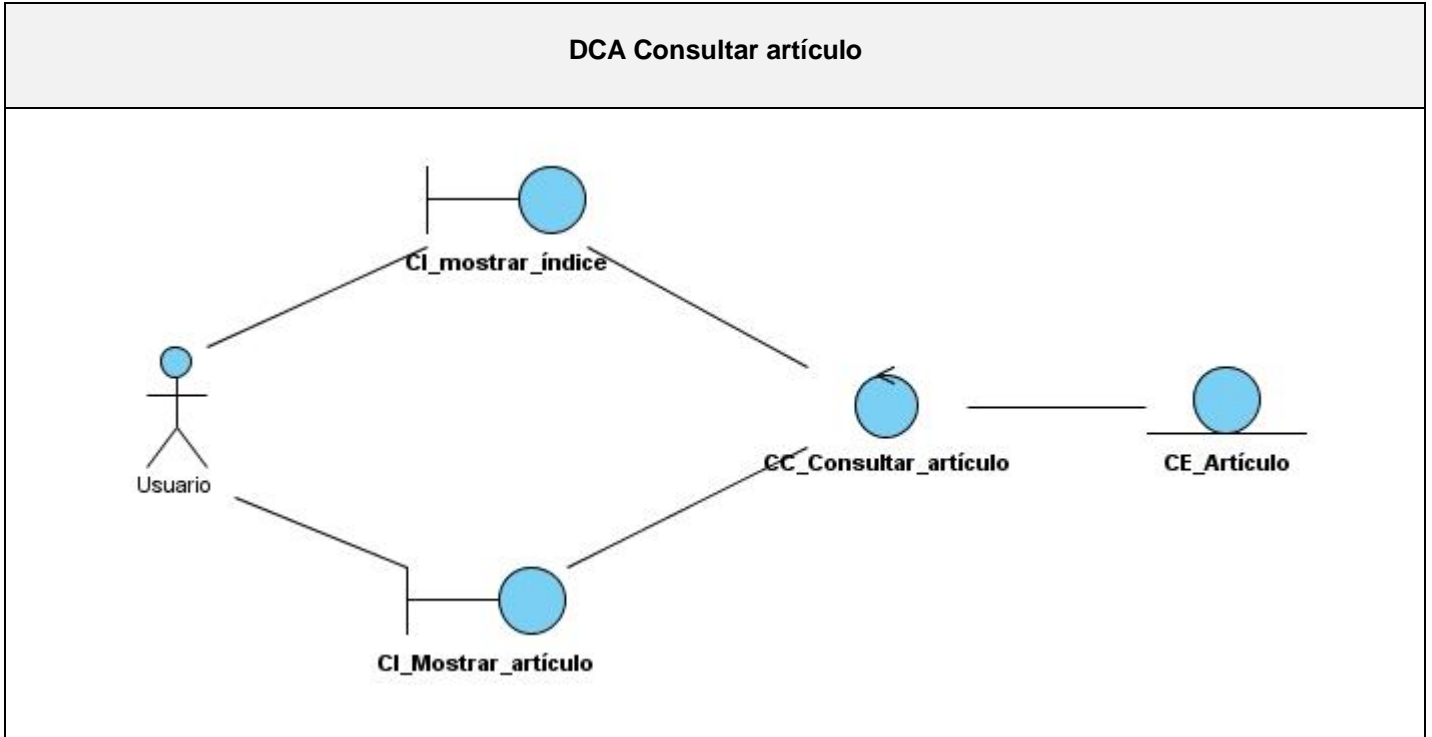 DCA Consultar artículo
CI_mostrar_índice
Usuario
CC_Consultar_artículo
CE_Artículo
CI_Mostrar_artículo